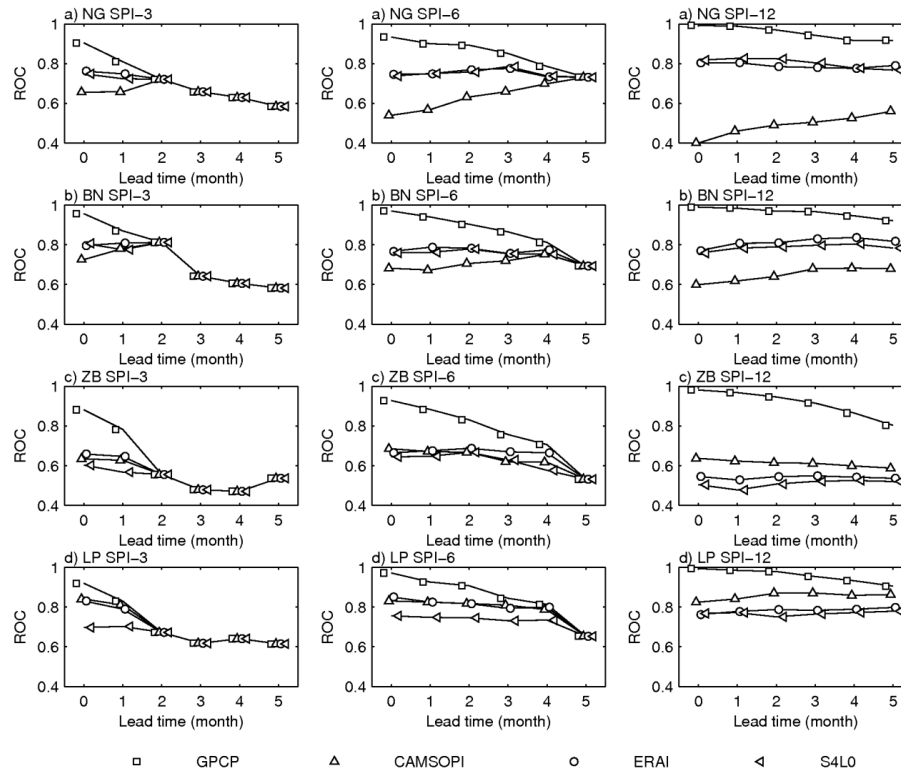 a) NG SPI-3
a) NG SPI-6
a) NG SPI-12
1
0.8
0.6
0.4
ROC
0 1 2 3 4 5
Lead time (month)
1
0.8
0.6
0.4
ROC
0 1 2 3 4 5
Lead time (month)
1
0.8
0.6
0.4
ROC
0 1 2 3 4 5
Lead time (month)
b) BN SPI-3
b) BN SPI-6
b) BN SPI-12
1
0.8
0.6
0.4
ROC
0 1 2 3 4 5
Lead time (month)
1
0.8
0.6
0.4
ROC
0 1 2 3 4 5
Lead time (month)
1
0.8
0.6
0.4
ROC
0 1 2 3 4 5
Lead time (month)
c) ZB SPI-3
c) ZB SPI-6
c) ZB SPI-12
1
0.8
0.6
0.4
ROC
0 1 2 3 4 5
Lead time (month)
1
0.8
0.6
0.4
ROC
0 1 2 3 4 5
Lead time (month)
1
0.8
0.6
0.4
ROC
0 1 2 3 4 5
Lead time (month)
d) LP SPI-3
d) LP SPI-6
d) LP SPI-12
1
0.8
0.6
0.4
ROC
0 1 2 3 4 5
Lead time (month)
1
0.8
0.6
0.4
ROC
0 1 2 3 4 5
Lead time (month)
1
0.8
0.6
0.4
ROC
0 1 2 3 4 5
Lead time (month)
GPCP CAMSOPI ERAI S4L0